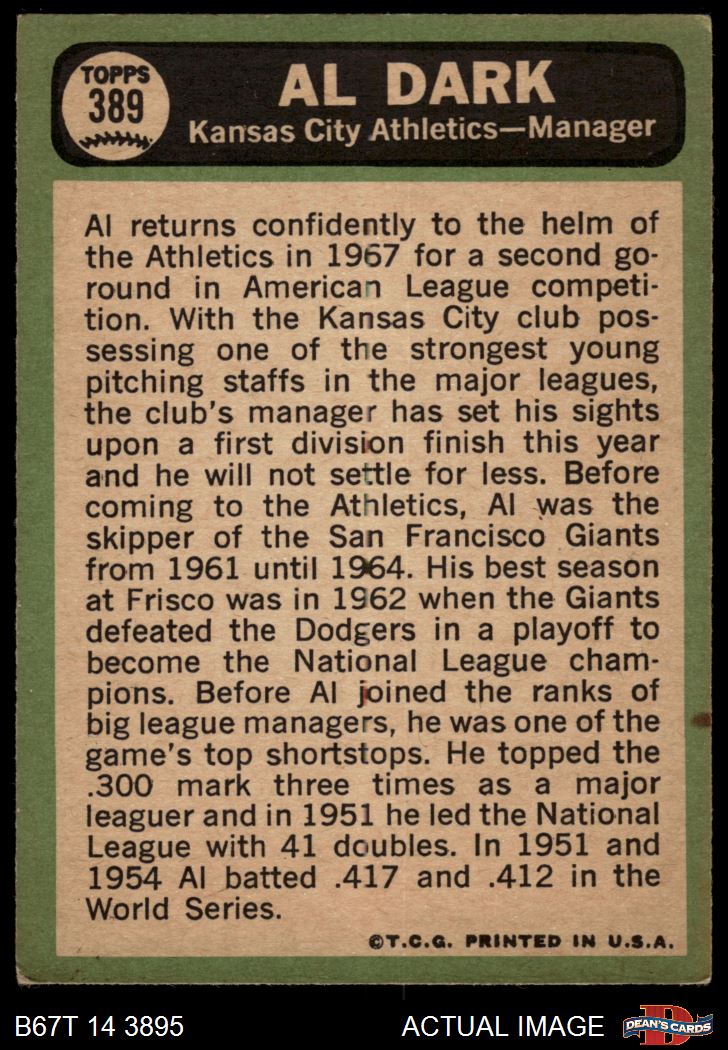 TOPPS
389
AL DARK
Kansas City Athletics—Manager
Al returns confidently to the helm of
the Athletics in 1967 for a second go-
round in American League competi-
tion. With the Kansas City club pos-
sessing one of the strongest young
pitching staffs in the major leagues,
the club's manager has set his sights
upon a first division finish this year
and he will not settle for less. Before
coming to the Athletics, Al was the
skipper of the San Francisco Giants
from 1961 until 1964. His best season
at Frisco was in 1962 when the Giants
defeated the Dodgers in a playoff to
become the National League cham-
pions. Before Al joined the ranks of
big league managers, he was one of the
game's top shortstops. He topped the
.300 mark three times as a major
leaguer and in 1951 he led the National
League with 41 doubles. In 1951 and
1954 Al batted .417 and .412 in the
World Series.
©T.C.G. PRINTED IN U.S.A.
B67T 14 3895
ACTUAL IMAGE
D
DEAN'S CARDS